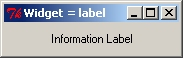 Widget = label
Information Label